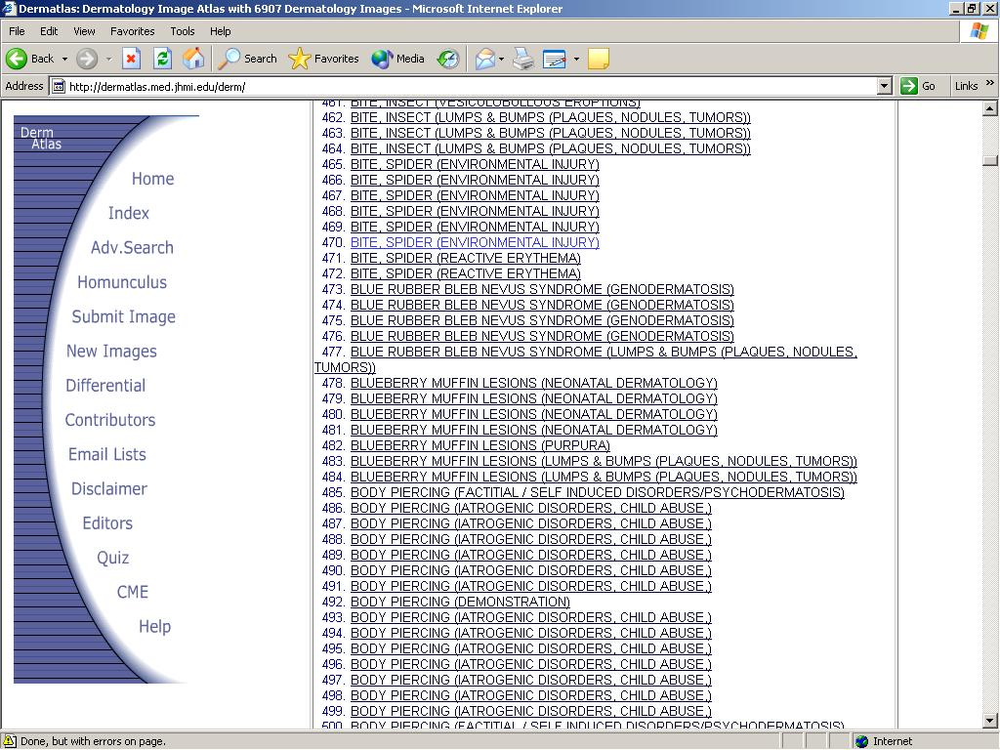 Dermatlas: Dermatology Image Atlas with 6907 Dermatology Images - Microsoft Internet Explorer
File Edit View Favorites Tools Help
Back Search Favorites Media
Address http://dermatlas.med.jhmi.edu/derm/ Go Links »
Derm
Atlas
Home
Index
Adv.Search
Homunculus
Submit Image
New Images
Differential
Contributors
Email Lists
Disclaimer
Editors
Quiz
CME
Help
461. BITE, INSECT (VESICULOBULLOUS ERUPTIONS)
462. BITE, INSECT (LUMPS & BUMPS (PLAQUES, NODULES, TUMORS))
463. BITE, INSECT (LUMPS & BUMPS (PLAQUES, NODULES, TUMORS))
464. BITE, INSECT (LUMPS & BUMPS (PLAQUES, NODULES, TUMORS))
465. BITE, SPIDER (ENVIRONMENTAL INJURY)
466. BITE, SPIDER (ENVIRONMENTAL INJURY)
467. BITE, SPIDER (ENVIRONMENTAL INJURY)
468. BITE, SPIDER (ENVIRONMENTAL INJURY)
469. BITE, SPIDER (ENVIRONMENTAL INJURY)
470. BITE, SPIDER (ENVIRONMENTAL INJURY)
471. BITE, SPIDER (REACTIVE ERYTHEMA)
472. BITE, SPIDER (REACTIVE ERYTHEMA)
473. BLUE RUBBER BLEB NEVUS SYNDROME (GENODERMATOSIS)
474. BLUE RUBBER BLEB NEVUS SYNDROME (GENODERMATOSIS)
475. BLUE RUBBER BLEB NEVUS SYNDROME (GENODERMATOSIS)
476. BLUE RUBBER BLEB NEVUS SYNDROME (GENODERMATOSIS)
477. BLUE RUBBER BLEB NEVUS SYNDROME (LUMPS & BUMPS (PLAQUES, NODULES,
TUMORS))
478. BLUEBERRY MUFFIN LESIONS (NEONATAL DERMATOLOGY)
479. BLUEBERRY MUFFIN LESIONS (NEONATAL DERMATOLOGY)
480. BLUEBERRY MUFFIN LESIONS (NEONATAL DERMATOLOGY)
481. BLUEBERRY MUFFIN LESIONS (NEONATAL DERMATOLOGY)
482. BLUEBERRY MUFFIN LESIONS (PURPURA)
483. BLUEBERRY MUFFIN LESIONS (LUMPS & BUMPS (PLAQUES, NODULES, TUMORS))
484. BLUEBERRY MUFFIN LESIONS (LUMPS & BUMPS (PLAQUES, NODULES, TUMORS))
485. BODY PIERCING (FACTITIAL / SELF INDUCED DISORDERS/PSYCHODERMATOSIS)
486. BODY PIERCING (IATROGENIC DISORDERS, CHILD ABUSE,)
487. BODY PIERCING (IATROGENIC DISORDERS, CHILD ABUSE,)
488. BODY PIERCING (IATROGENIC DISORDERS, CHILD ABUSE,)
489. BODY PIERCING (IATROGENIC DISORDERS, CHILD ABUSE,)
490. BODY PIERCING (IATROGENIC DISORDERS, CHILD ABUSE,)
491. BODY PIERCING (IATROGENIC DISORDERS, CHILD ABUSE,)
492. BODY PIERCING (DEMONSTRATION)
493. BODY PIERCING (IATROGENIC DISORDERS, CHILD ABUSE,)
494. BODY PIERCING (IATROGENIC DISORDERS, CHILD ABUSE,)
495. BODY PIERCING (IATROGENIC DISORDERS, CHILD ABUSE,)
496. BODY PIERCING (IATROGENIC DISORDERS, CHILD ABUSE,)
497. BODY PIERCING (IATROGENIC DISORDERS, CHILD ABUSE,)
498. BODY PIERCING (IATROGENIC DISORDERS, CHILD ABUSE,)
499. BODY PIERCING (IATROGENIC DISORDERS, CHILD ABUSE,)
500. BODY PIERCING (FACTITIAL / SELF INDUCED DISORDERS/PSYCHODERMATOSIS)
Done, but with errors on page. Internet